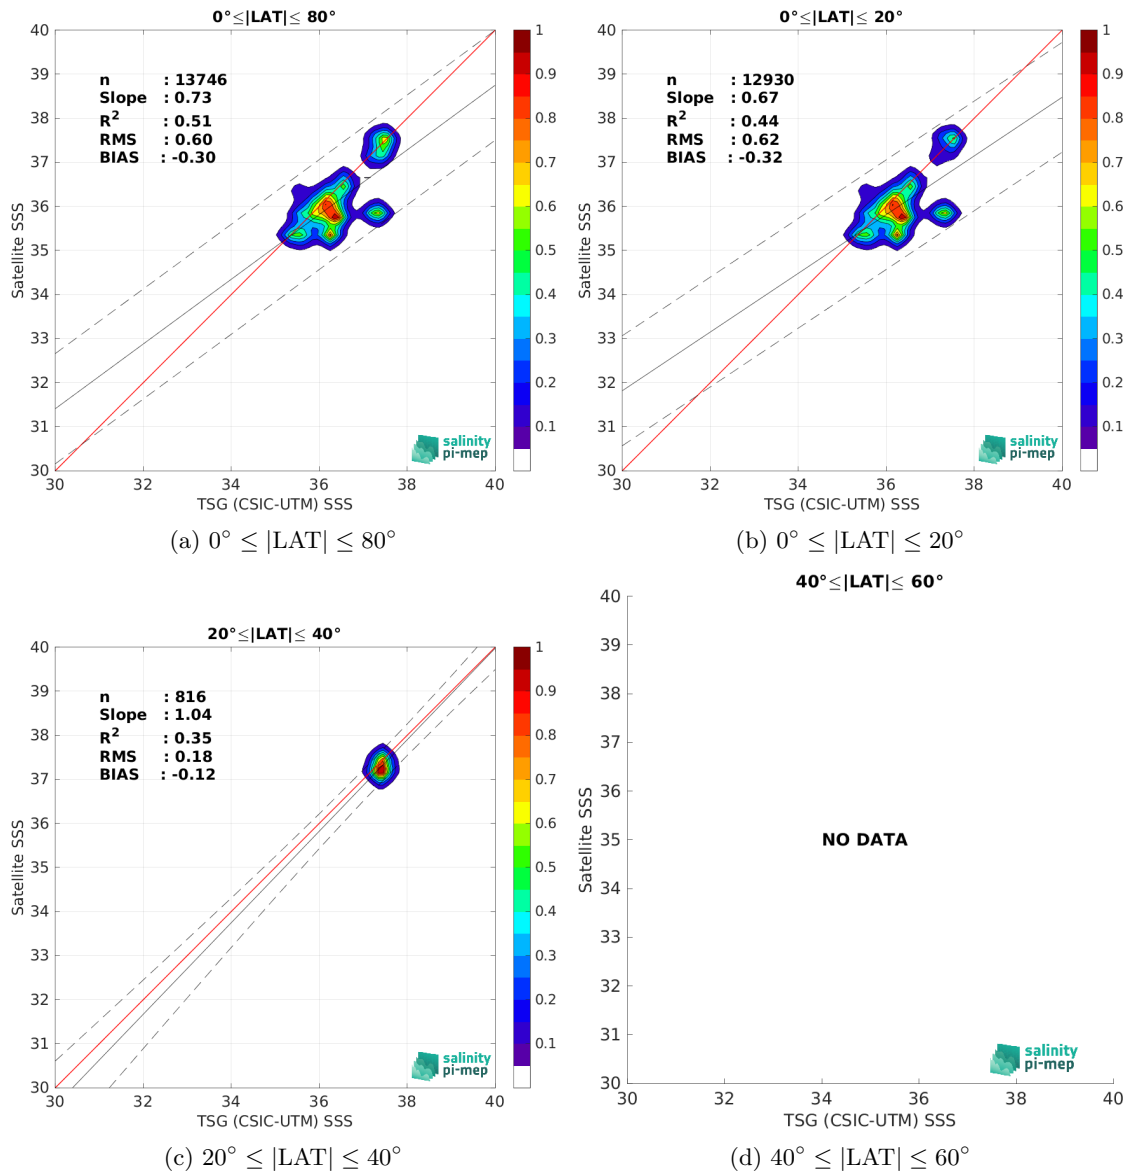 0°≤|LAT|≤ 80°
40
39
38
37
36
35
34
33
32
31
30
Satellite SSS
n : 13746
Slope : 0.73
R2 : 0.51
RMS : 0.60
BIAS : -0.30
salinity
pi-mep
30 32 34 36 38 40
TSG (CSIC-UTM) SSS
1
0.9
0.8
0.7
0.6
0.5
0.4
0.3
0.2
0.1
(a) 0° ≤ |LAT| ≤ 80°
0°≤|LAT|≤ 20°
40
39
38
37
36
35
34
33
32
31
30
Satellite SSS
n : 12930
Slope : 0.67
R2 : 0.44
RMS : 0.62
BIAS : -0.32
salinity
pi-mep
30 32 34 36 38 40
TSG (CSIC-UTM) SSS
1
0.9
0.8
0.7
0.6
0.5
0.4
0.3
0.2
0.1
(b) 0° ≤ |LAT| ≤ 20°
20°≤|LAT|≤ 40°
40
39
38
37
36
35
34
33
32
31
30
Satellite SSS
n : 816
Slope : 1.04
R2 : 0.35
RMS : 0.18
BIAS : -0.12
salinity
pi-mep
30 32 34 36 38 40
TSG (CSIC-UTM) SSS
1
0.9
0.8
0.7
0.6
0.5
0.4
0.3
0.2
0.1
(c) 20° ≤ |LAT| ≤ 40°
40°≤|LAT|≤ 60°
40
39
38
37
36
35
34
33
32
31
30
Satellite SSS
NO DATA
salinity
pi-mep
30 32 34 36 38 40
TSG (CSIC-UTM) SSS
(d) 40° ≤ |LAT| ≤ 60°